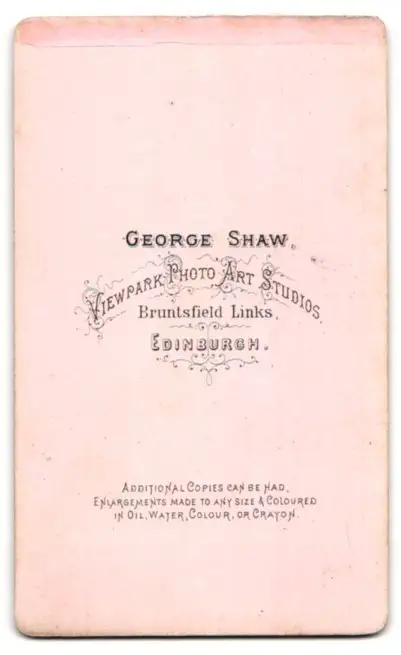 GEORGE SHAW.
VIEWPARK PHOTO ART STUDIOS.
Bruntsfield Links.
EDINBURGH.
ADDITIONAL COPIES CAN BE HAD.
ENLARGEMENTS MADE TO ANY SIZE & COLOURED
IN OIL, WATER, COLOUR, OR CRAYON.